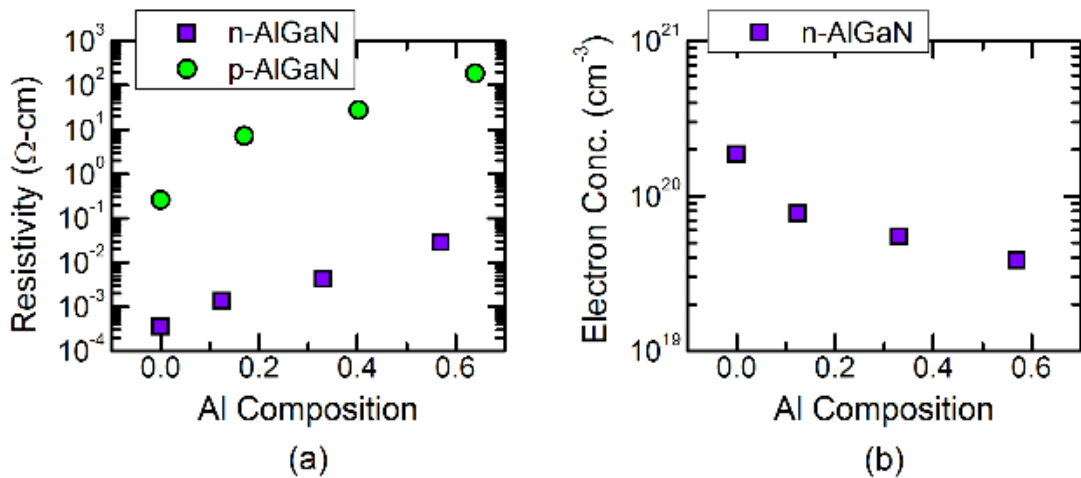 n-AlGaN
p-AlGaN
Resistivity (Ω-cm)
10³
10²
10¹
10⁰
10⁻¹
10⁻²
10⁻³
10⁻⁴
0.0 0.2 0.4 0.6
Al Composition
(a)
n-AlGaN
Electron Conc. (cm⁻³)
10²¹
10²⁰
10¹⁹
0.0 0.2 0.4 0.6
Al Composition
(b)